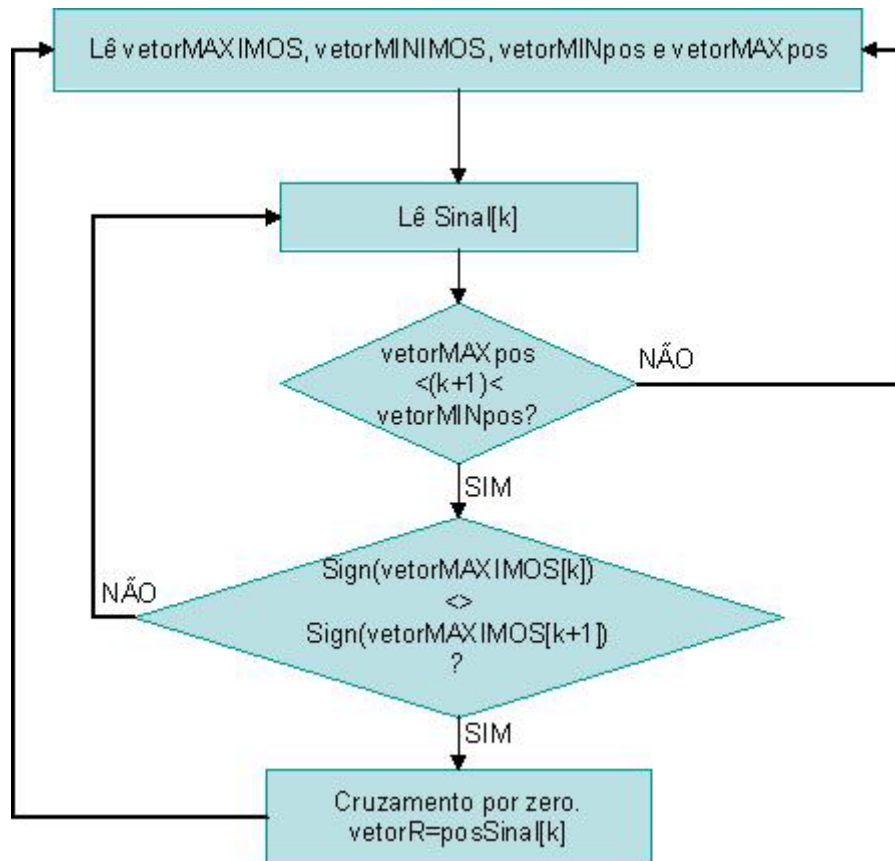 Lê vetorMAXIMOS, vetorMINIMOS, vetorMINpos e vetorMAXpos
Lê Sinal[k]
vetorMAXpos
<(k+1)<
vetorMINpos?
NÃO
SIM
Sign(vetorMAXIMOS[k])
<>
Sign(vetorMAXIMOS[k+1])
?
NÃO
SIM
Cruzamento por zero.
vetorR=posSinal[k]